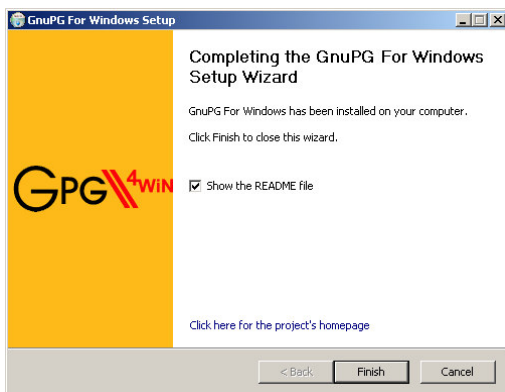 GnuPG For Windows Setup
Completing the GnuPG For Windows
Setup Wizard
GnuPG For Windows has been installed on your computer.
Click Finish to close this wizard.
GPG4WiN
Show the README file
Click here for the project's homepage
< Back
Finish
Cancel